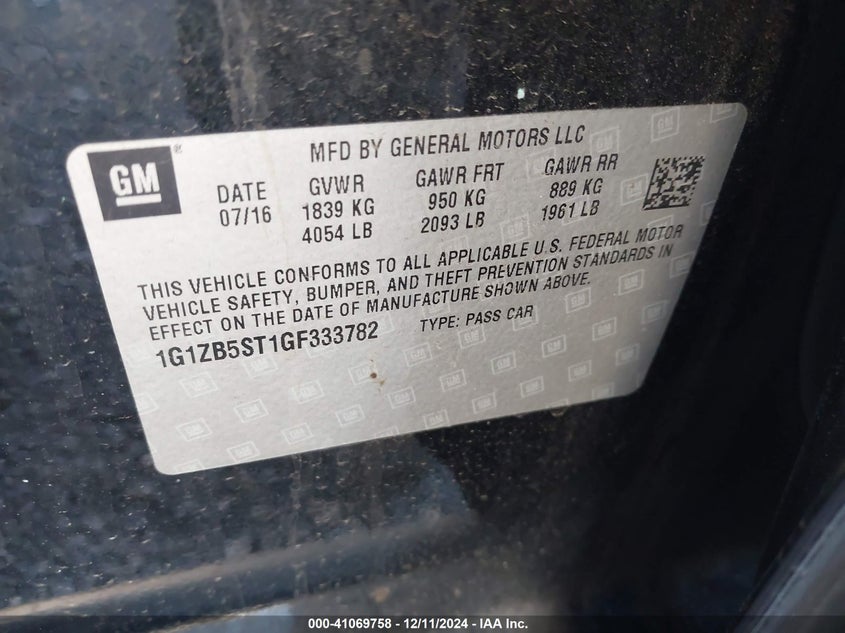 GM®
MFD BY GENERAL MOTORS LLC
DATE GVWR GAWR FRT GAWR RR
07/16 1839 KG 950 KG 889 KG
4054 LB 2093 LB 1961 LB
THIS VEHICLE CONFORMS TO ALL APPLICABLE U.S. FEDERAL MOTOR
VEHICLE SAFETY, BUMPER, AND THEFT PREVENTION STANDARDS IN
EFFECT ON THE DATE OF MANUFACTURE SHOWN ABOVE.
1G1ZB5ST1GF333782 TYPE: PASS CAR
000-41069758 - 12/11/2024 - IAA Inc.